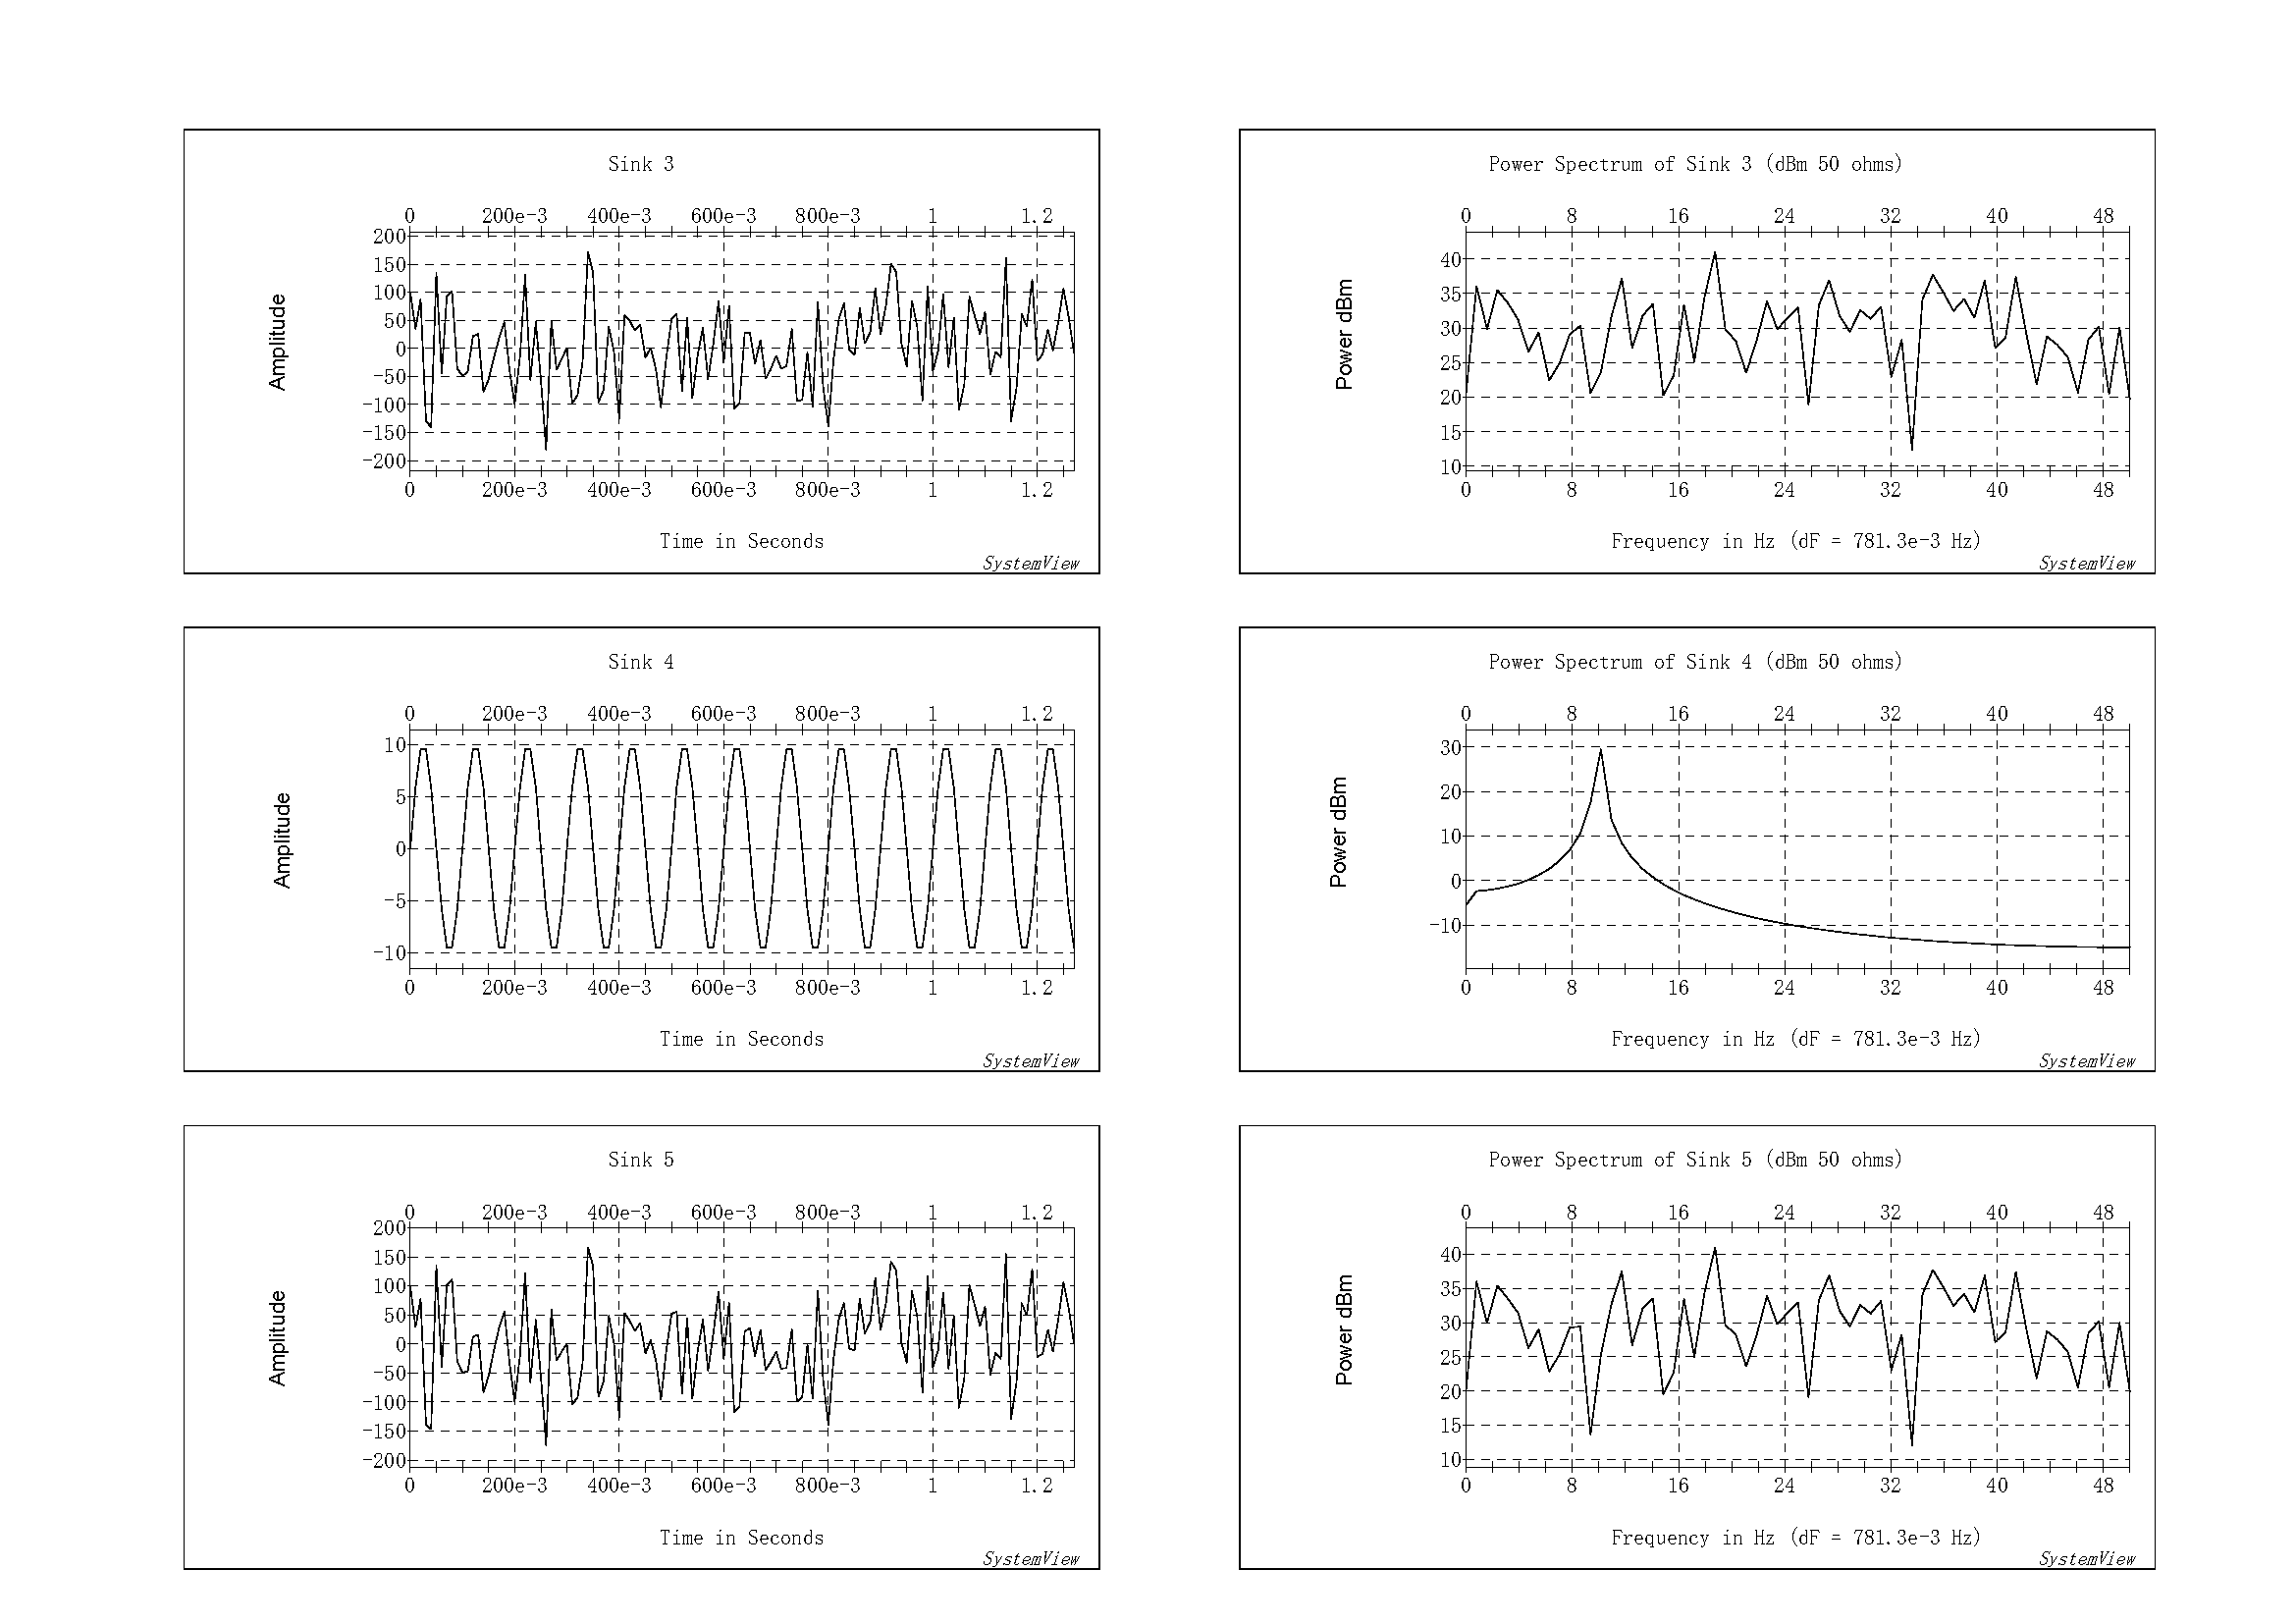 Sink 3
0 200e-3 400e-3 600e-3 800e-3 1 1.2
200
150
100
50
0
-50
-100
-150
-200
Amplitude
0 200e-3 400e-3 600e-3 800e-3 1 1.2
Time in Seconds
SystemView
Power Spectrum of Sink 3 (dBm 50 ohms)
0 8 16 24 32 40 48
40
35
30
25
20
15
10
Power dBm
0 8 16 24 32 40 48
Frequency in Hz (dF = 781.3e-3 Hz)
SystemView
Sink 4
0 200e-3 400e-3 600e-3 800e-3 1 1.2
10
5
0
-5
-10
Amplitude
0 200e-3 400e-3 600e-3 800e-3 1 1.2
Time in Seconds
SystemView
Power Spectrum of Sink 4 (dBm 50 ohms)
0 8 16 24 32 40 48
30
20
10
0
-10
Power dBm
0 8 16 24 32 40 48
Frequency in Hz (dF = 781.3e-3 Hz)
SystemView
Sink 5
0 200e-3 400e-3 600e-3 800e-3 1 1.2
200
150
100
50
0
-50
-100
-150
-200
Amplitude
0 200e-3 400e-3 600e-3 800e-3 1 1.2
Time in Seconds
SystemView
Power Spectrum of Sink 5 (dBm 50 ohms)
0 8 16 24 32 40 48
40
35
30
25
20
15
10
Power dBm
0 8 16 24 32 40 48
Frequency in Hz (dF = 781.3e-3 Hz)
SystemView